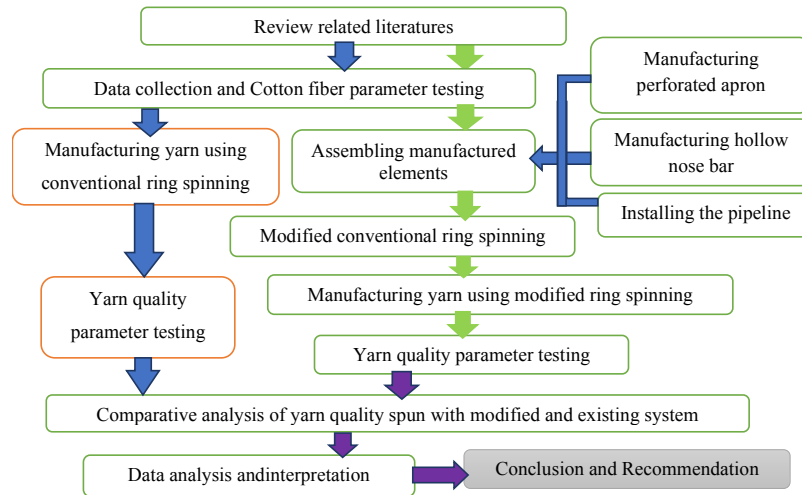 Review related literatures
Data collection and Cotton fiber parameter testing
Manufacturing
perforated apron
Manufacturing yarn using
conventional ring spinning
Assembling manufactured
elements
Manufacturing hollow
nose bar
Installing the pipeline
Modified conventional ring spinning
Yarn quality
parameter testing
Manufacturing yarn using modified ring spinning
Yarn quality parameter testing
Comparative analysis of yarn quality spun with modified and existing system
Data analysis andinterpretation
Conclusion and Recommendation